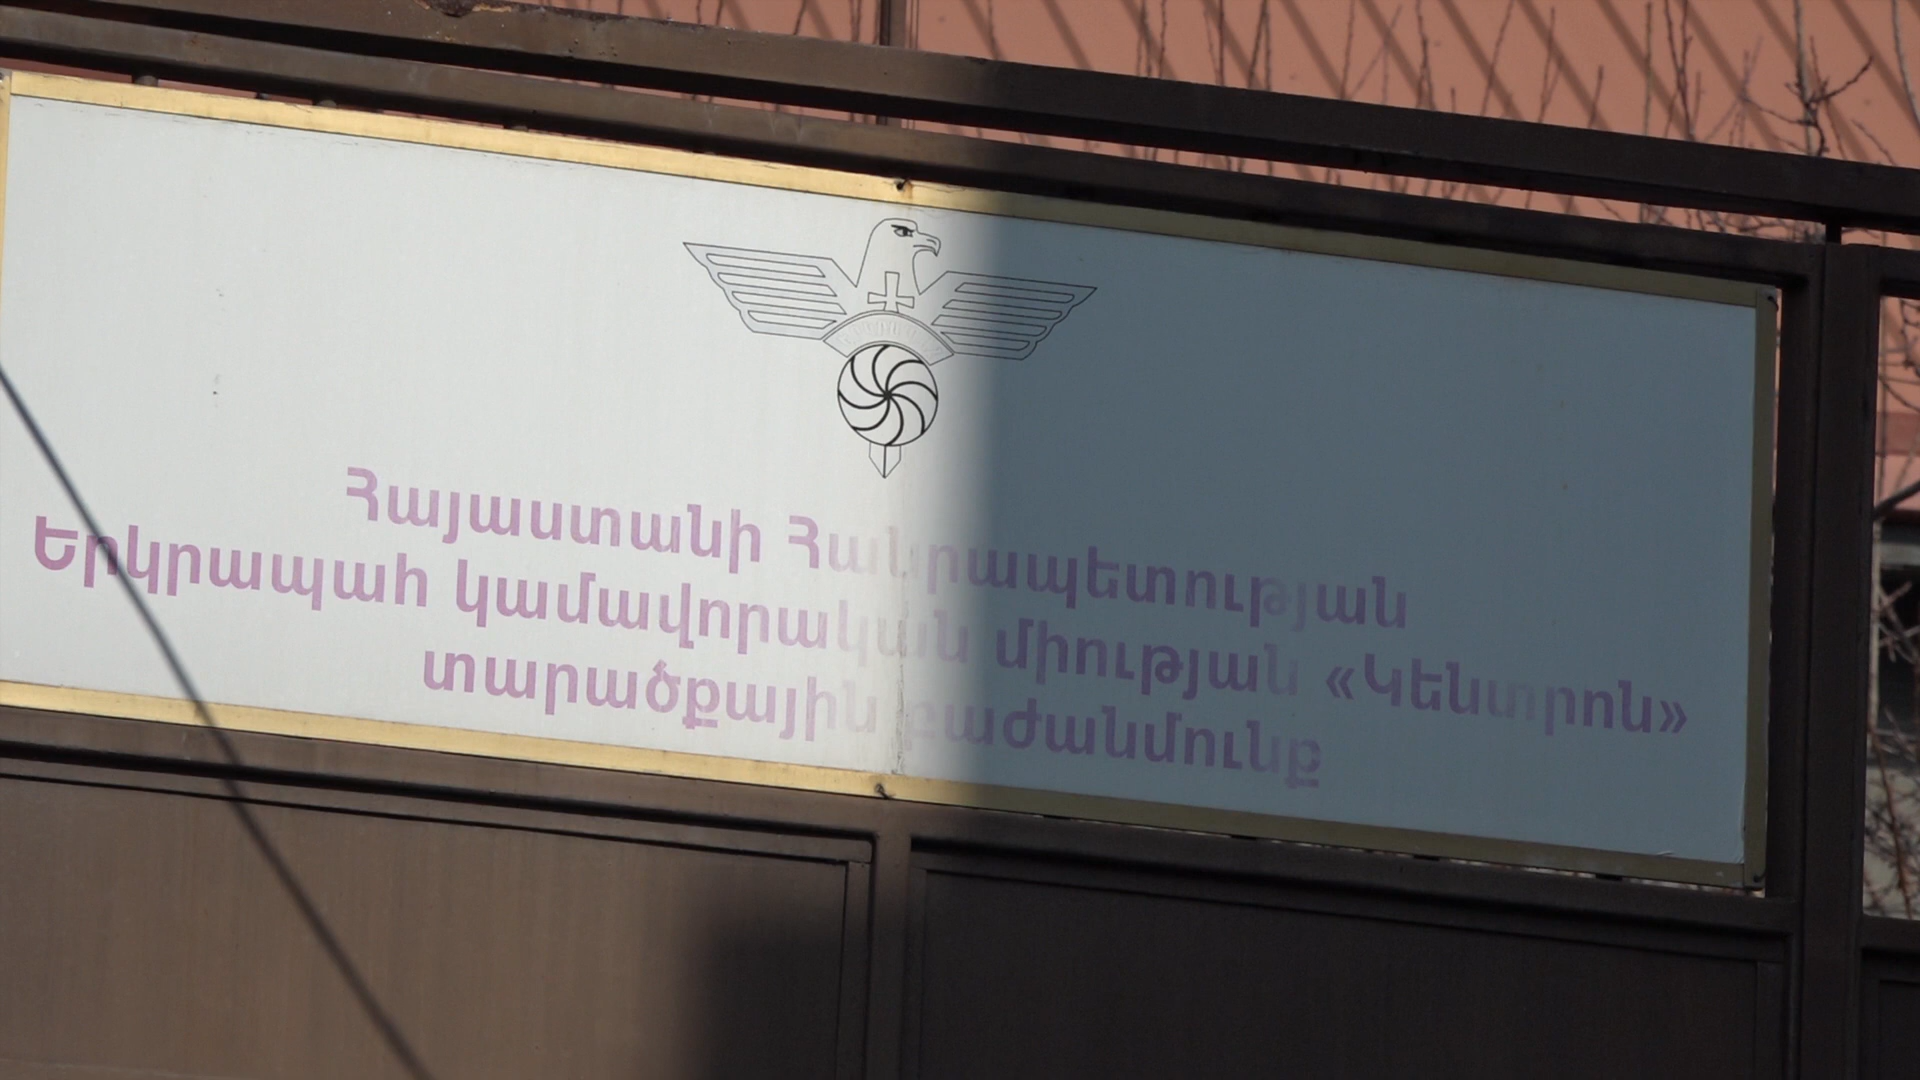 Հայաստանի Հանրապետության
Երկրապահ կամավորական միության «Կենտրոն»
տարածքային բաժանմունք